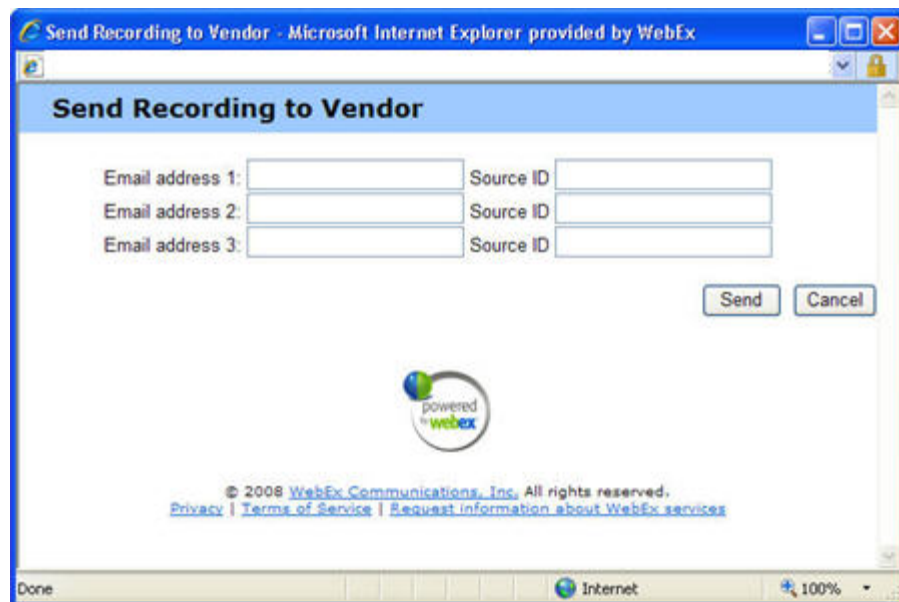 Send Recording to Vendor - Microsoft Internet Explorer provided by WebEx
Send Recording to Vendor
Email address 1: Source ID
Email address 2: Source ID
Email address 3: Source ID
Send Cancel
powered
by webex
© 2008 WebEx Communications, Inc. All rights reserved.
Privacy | Terms of Service | Request information about WebEx services
Done Internet 100%